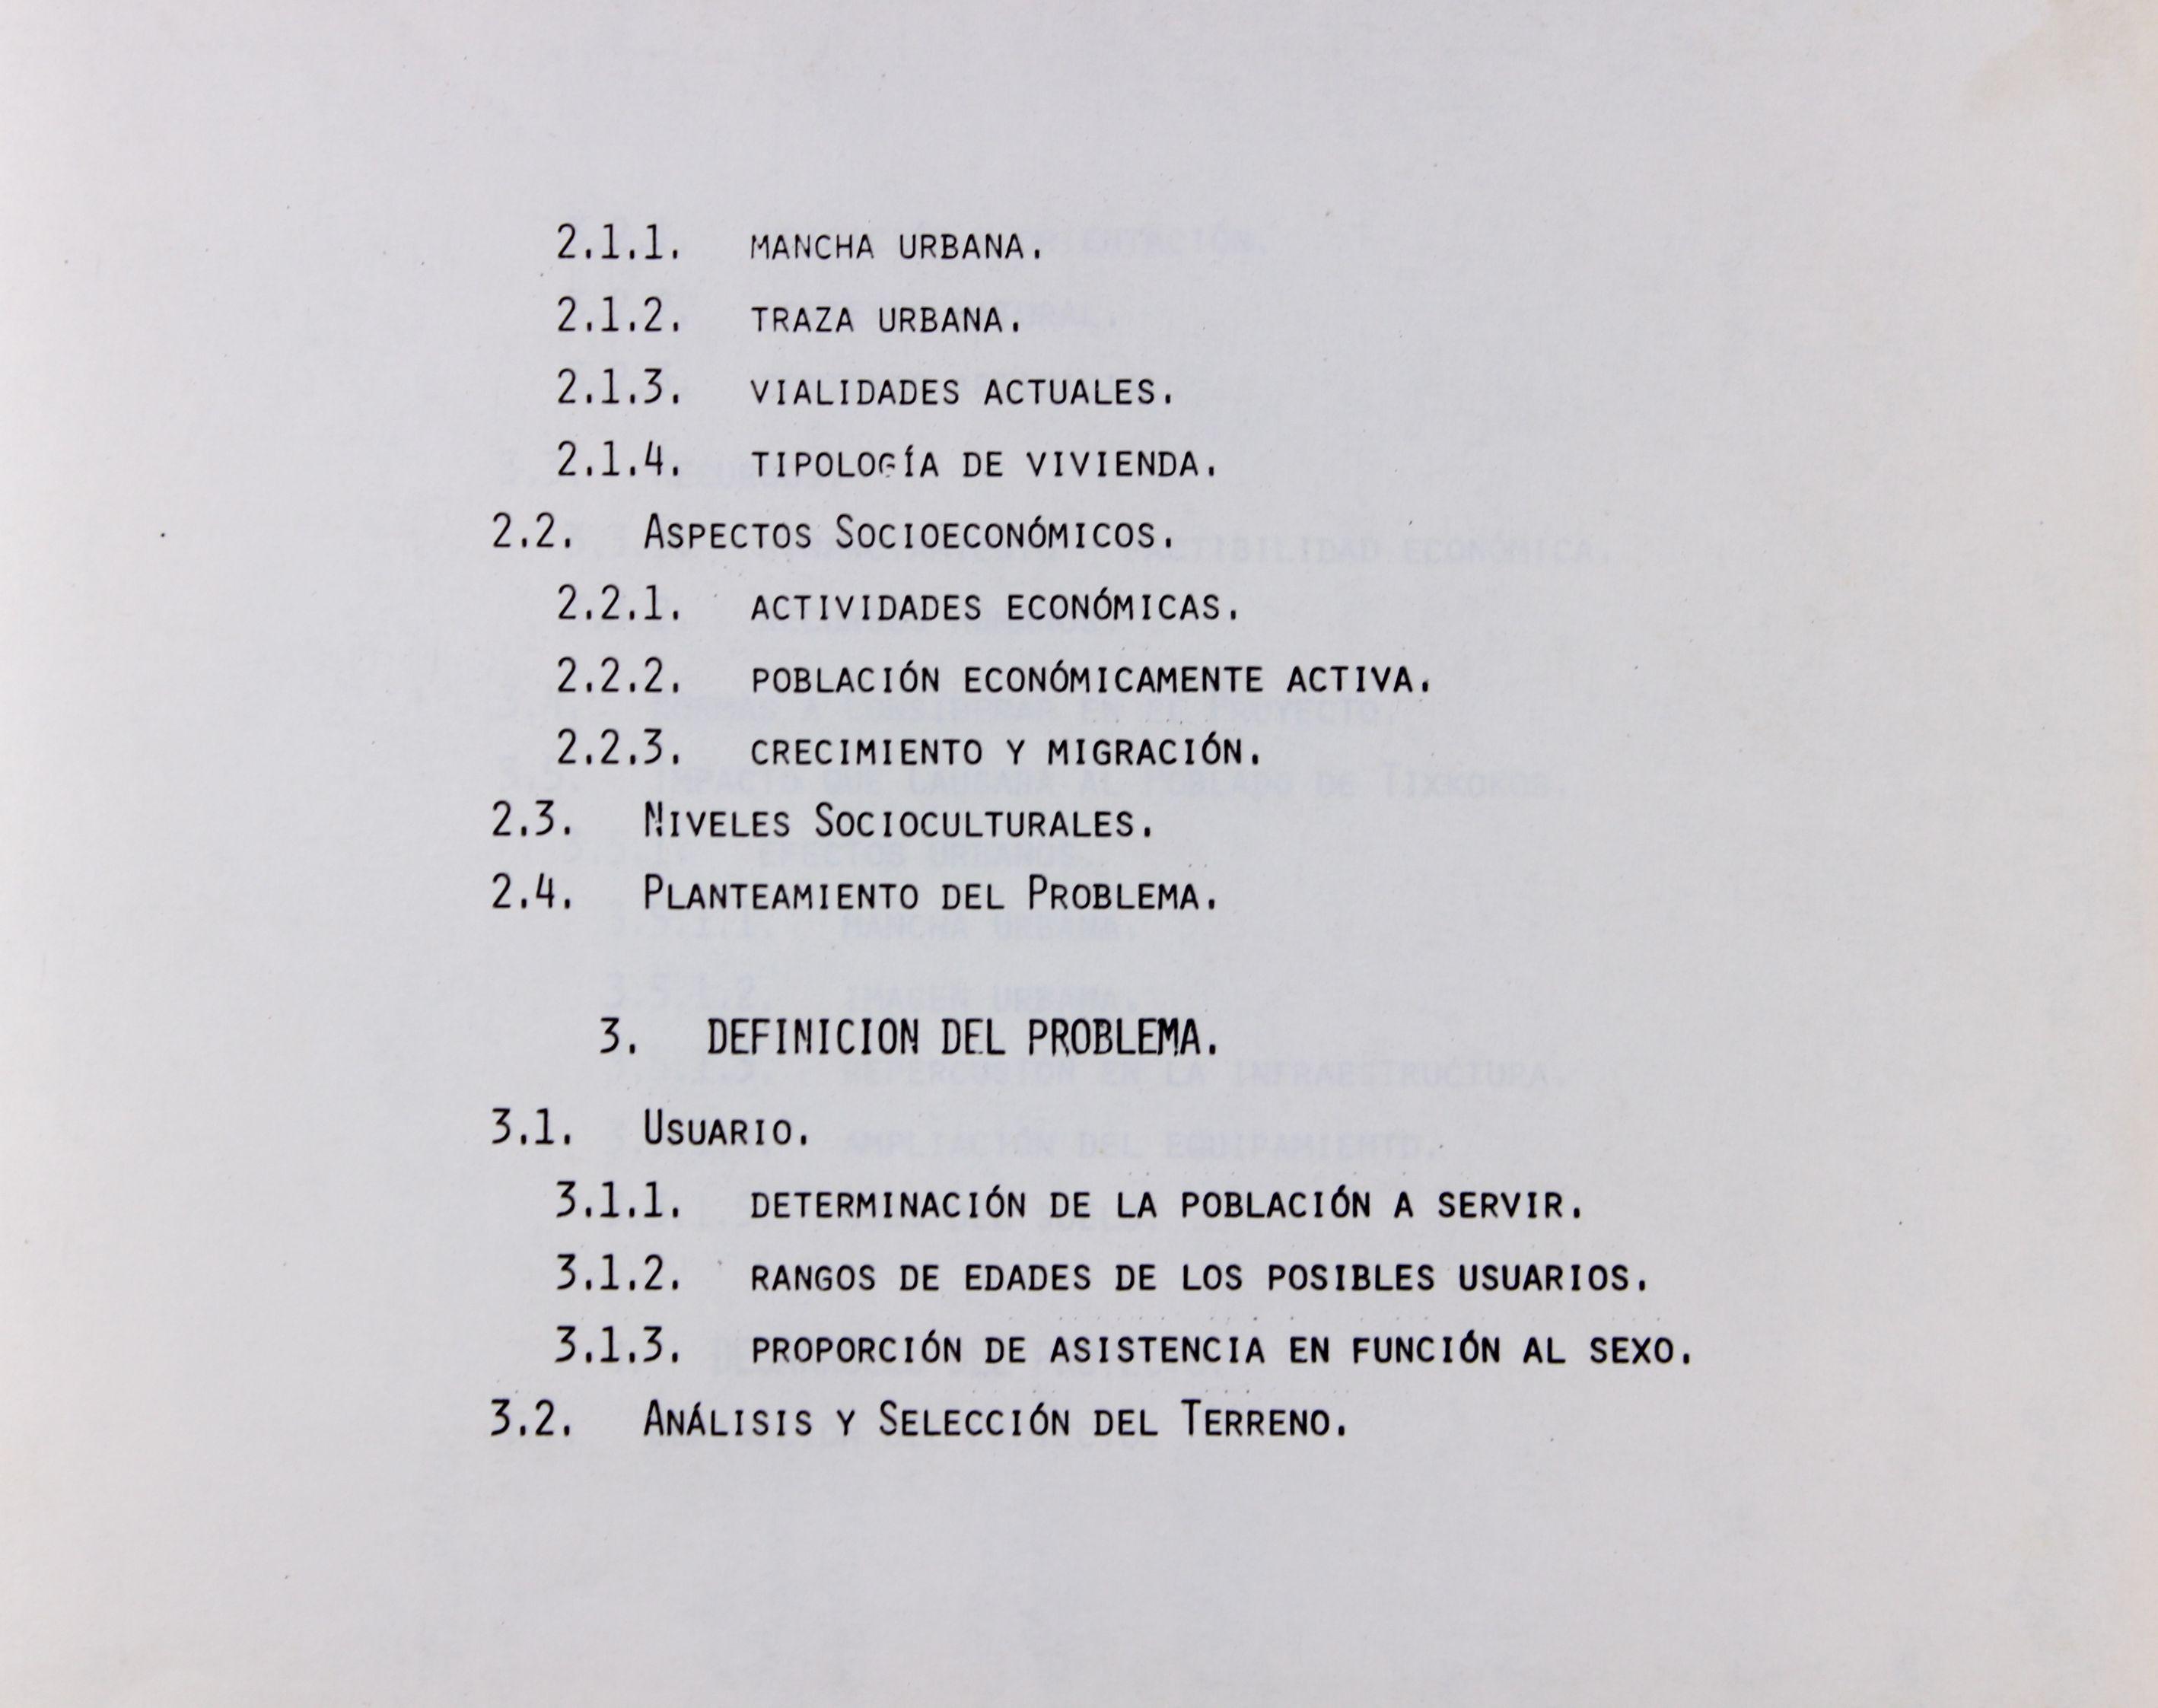 2.1.1. MANCHA URBANA.
2.1.2. TRAZA URBANA.
2.1.3. VIALIDADES ACTUALES.
2.1.4. TIPOLOGÍA DE VIVIENDA.
2.2. ASPECTOS SOCIOECONÓMICOS.
2.2.1. ACTIVIDADES ECONÓMICAS.
2.2.2. POBLACIÓN ECONÓMICAMENTE ACTIVA.
2.2.3. CRECIMIENTO Y MIGRACIÓN.
2.3. NIVELES SOCIOCULTURALES.
2.4. PLANTEAMIENTO DEL PROBLEMA.
3. DEFINICION DEL PROBLEMA.
3.1. USUARIO.
3.1.1. DETERMINACIÓN DE LA POBLACIÓN A SERVIR.
3.1.2. RANGOS DE EDADES DE LOS POSIBLES USUARIOS.
3.1.3. PROPORCIÓN DE ASISTENCIA EN FUNCIÓN AL SEXO.
3.2. ANÁLISIS Y SELECCIÓN DEL TERRENO.